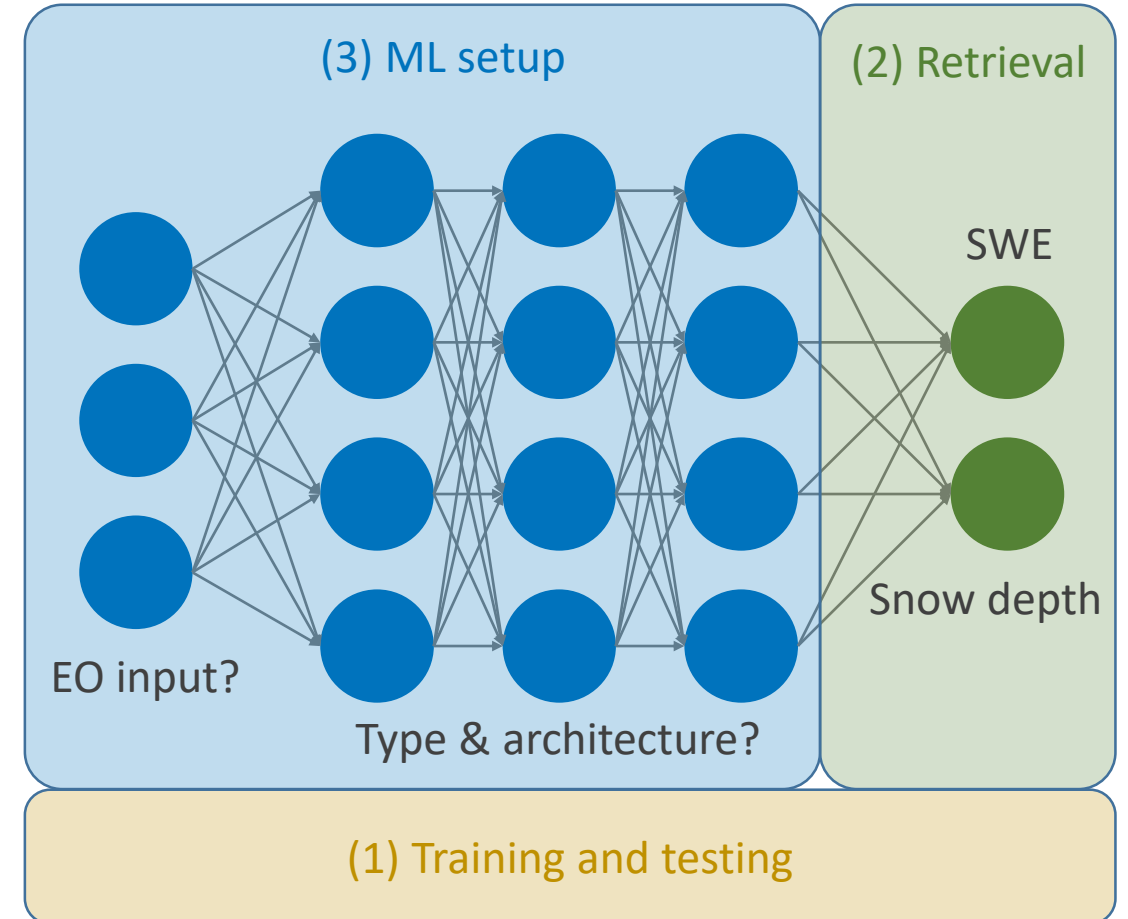 (3) ML setup
(2) Retrieval
SWE
Snow depth
EO input?
Type & architecture?
(1) Training and testing